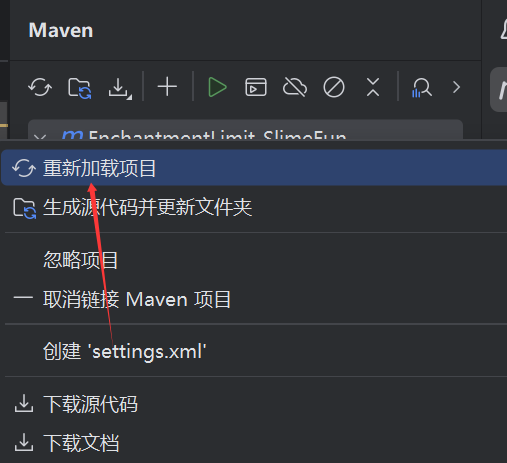 Maven
EnchantmentLimit_SlimeFun
重新加载项目
生成源代码并更新文件夹
忽略项目
取消链接 Maven 项目
创建 'settings.xml'
下载源代码
下载文档